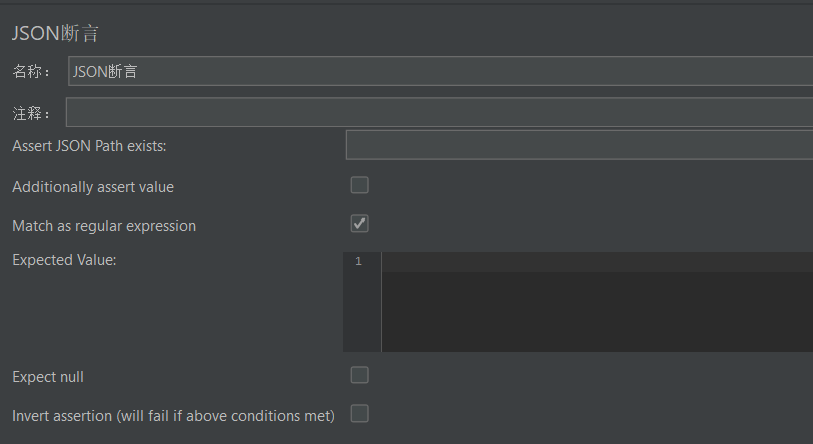 JSON断言
名称： JSON断言
注释：
Assert JSON Path exists:
Additionally assert value
Match as regular expression
Expected Value: 1
Expect null
Invert assertion (will fail if above conditions met)